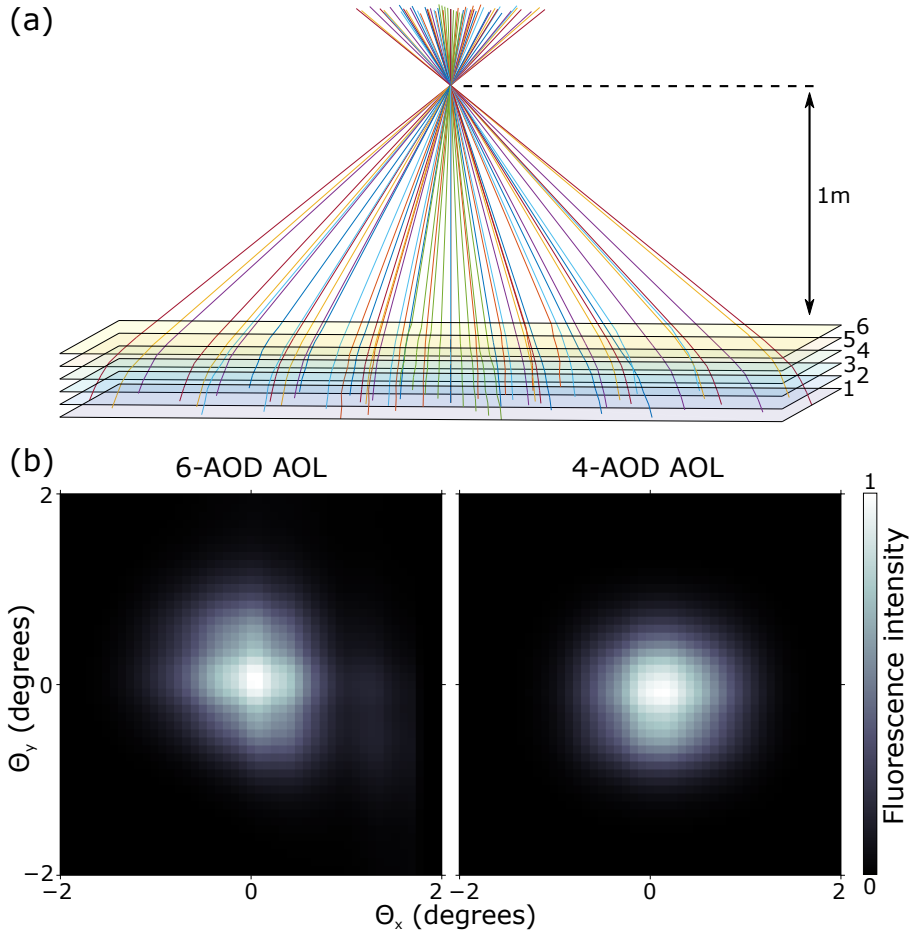 (a)
1m
6
5
4
3
2
1
(b)
6-AOD AOL
4-AOD AOL
2
0
−2
Θy (degrees)
−2
0
2
−2
0
2
Θx (degrees)
1
0
Fluorescence intensity